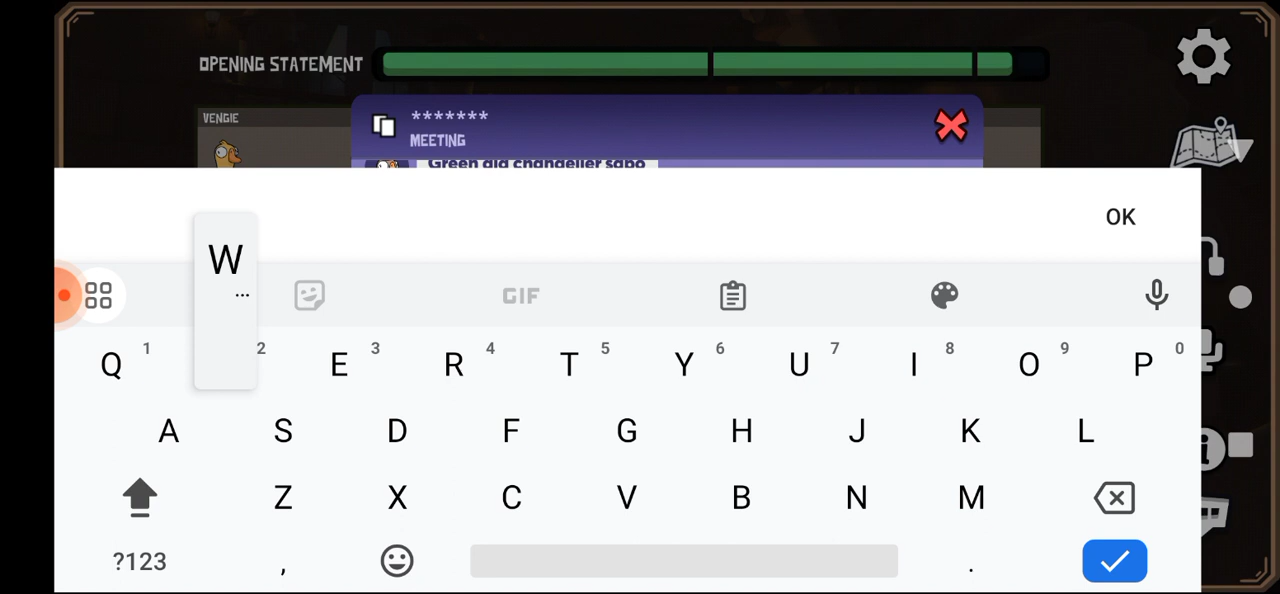 OPENING STATEMENT
VENGIE
*******
MEETING
Green did chandelier sabo
OK
W
...
GIF
Q 1 2 E 3 R 4 T 5 Y 6 U 7 I 8 O 9 P 0
A S D F G H J K L
Z X C V B N M
?123 , .